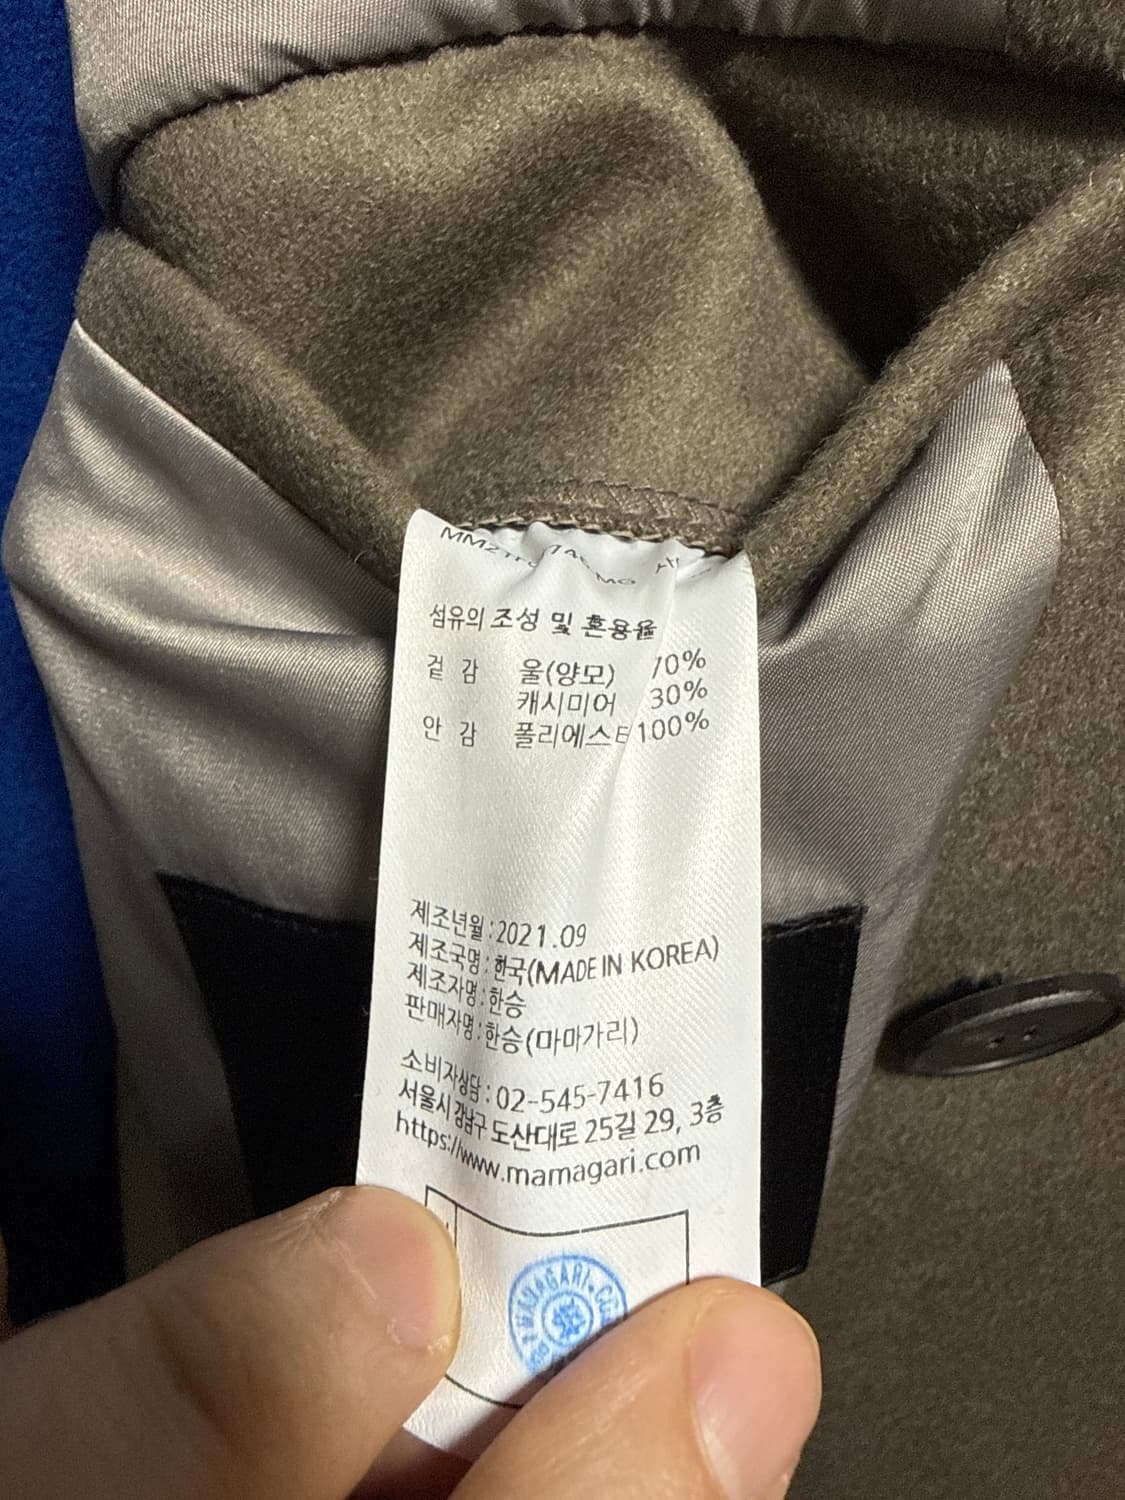 섬유의 조성 및 혼용율
겉 감 울(양모) 70%
캐시미어 30%
안 감 폴리에스터 100%
제조년월 : 2021.09
제조국명 : 한국(MADE IN KOREA)
제조자명 : 한승
판매자명 : 한승(마마가리)
소비자상담 : 02-545-7416
서울시 강남구 도산대로 25길 29, 3층
https://www.mamagari.com
MAMAGARI. CO